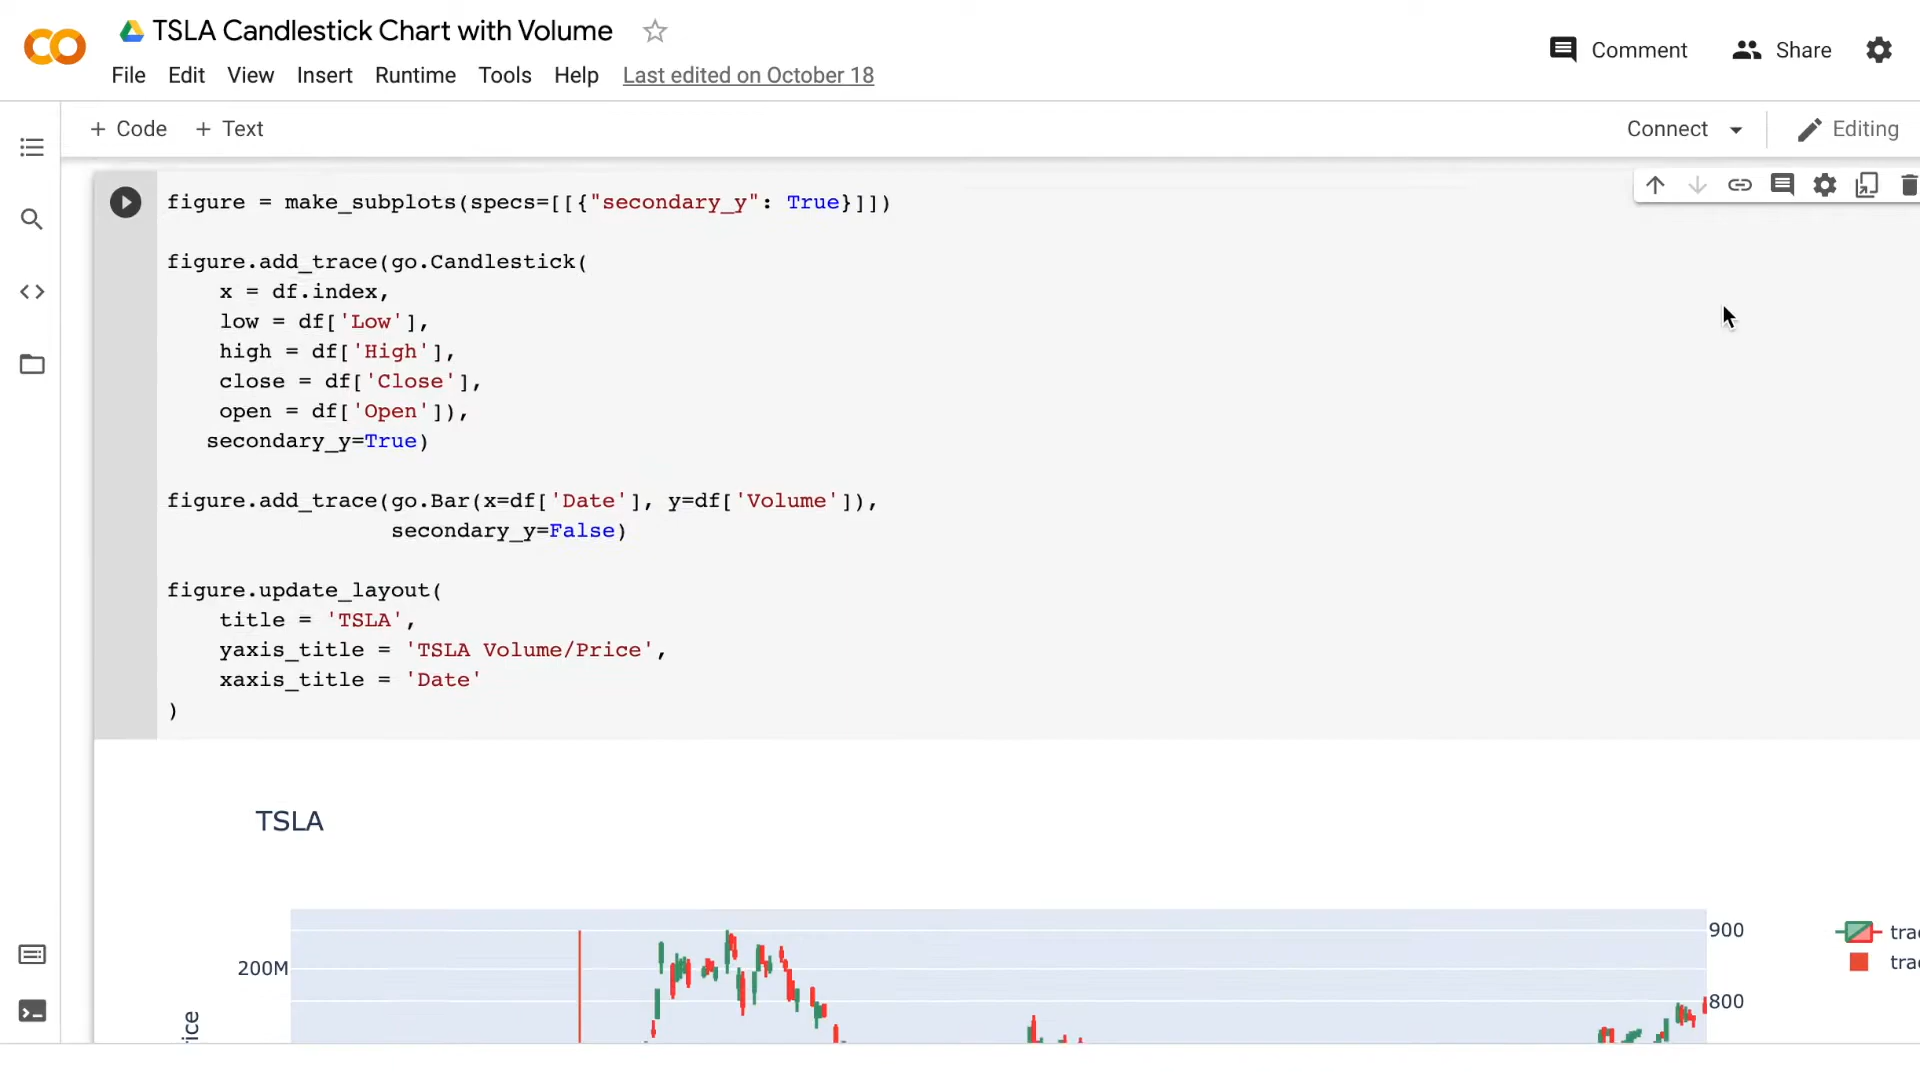 TSLA Candlestick Chart with Volume
File Edit View Insert Runtime Tools Help Last edited on October 18
Comment Share
+ Code + Text
Connect Editing
figure = make_subplots(specs=[[{"secondary_y": True}]])
figure.add_trace(go.Candlestick(
x = df.index,
low = df['Low'],
high = df['High'],
close = df['Close'],
open = df['Open']),
secondary_y=True)
figure.add_trace(go.Bar(x=df['Date'], y=df['Volume']),
secondary_y=False)
figure.update_layout(
title = 'TSLA',
yaxis_title = 'TSLA Volume/Price',
xaxis_title = 'Date'
)
TSLA
900
trac
200M
trac
800
ice